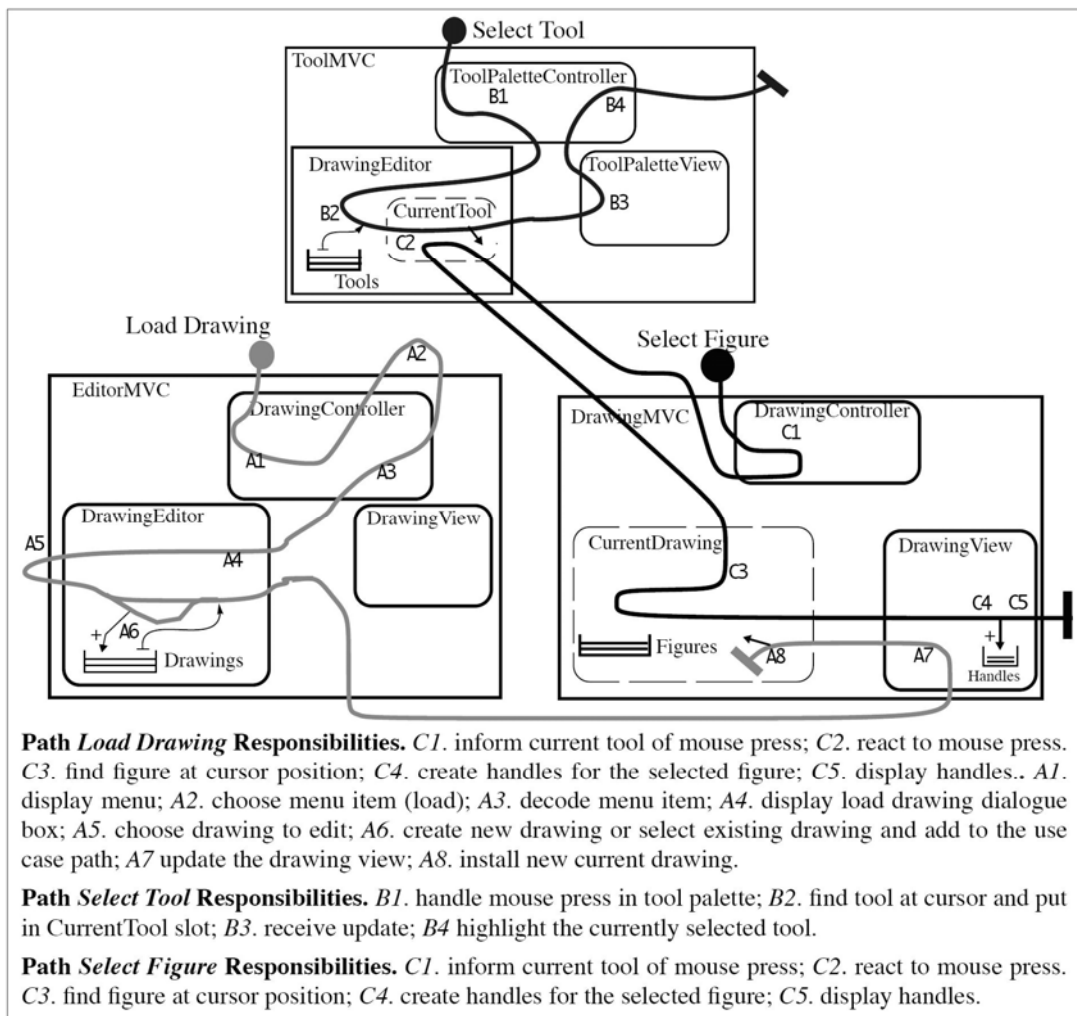 Select Tool
ToolMVC
ToolPaletteController
B1
B4
DrawingEditor
ToolPaletteView
B2
CurrentTool
B3
C2
Tools
Load Drawing
A2
Select Figure
EditorMVC
DrawingController
A1
A3
DrawingMVC
DrawingController
C1
DrawingEditor
DrawingView
A5
A4
+
A6
Drawings
CurrentDrawing
C3
DrawingView
C4
C5
+
Figures
A8
A7
Handles
Path Load Drawing Responsibilities. C1. inform current tool of mouse press; C2. react to mouse press.
C3. find figure at cursor position; C4. create handles for the selected figure; C5. display handles.. A1.
display menu; A2. choose menu item (load); A3. decode menu item; A4. display load drawing dialogue
box; A5. choose drawing to edit; A6. create new drawing or select existing drawing and add to the use
case path; A7 update the drawing view; A8. install new current drawing.
Path Select Tool Responsibilities. B1. handle mouse press in tool palette; B2. find tool at cursor and put
in CurrentTool slot; B3. receive update; B4 highlight the currently selected tool.
Path Select Figure Responsibilities. C1. inform current tool of mouse press; C2. react to mouse press.
C3. find figure at cursor position; C4. create handles for the selected figure; C5. display handles.